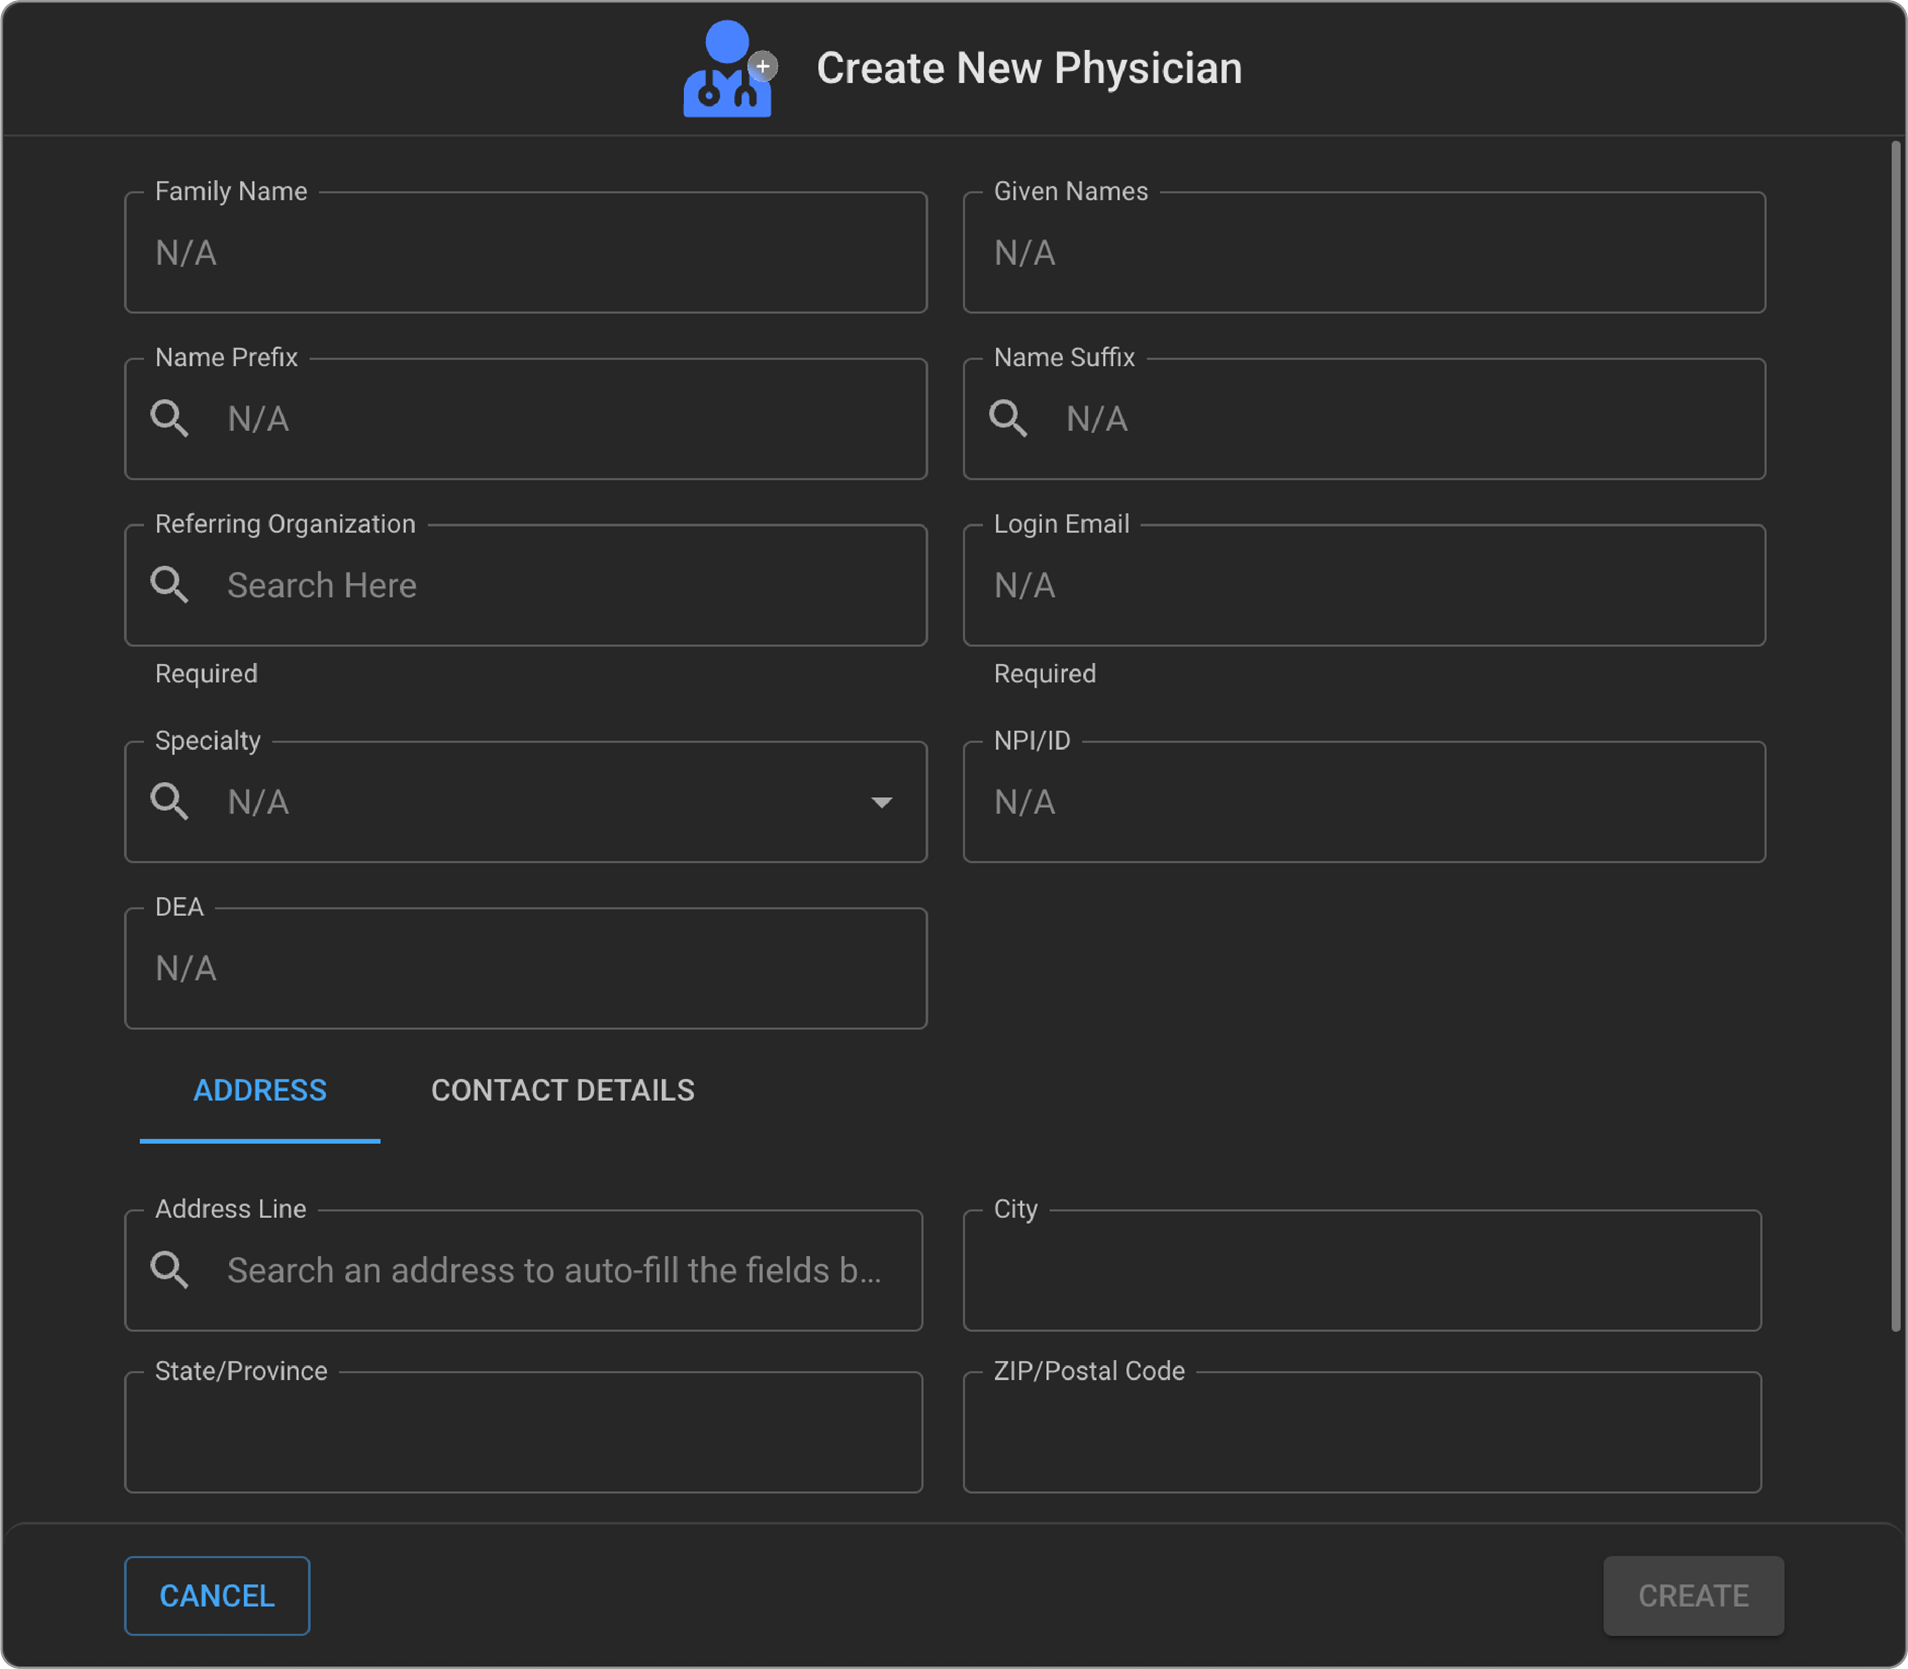 Create New Physician
Family Name
N/A
Given Names
N/A
Name Prefix
N/A
Name Suffix
N/A
Referring Organization
Search Here
Required
Login Email
N/A
Required
Specialty
N/A
NPI/ID
N/A
DEA
N/A
ADDRESS
CONTACT DETAILS
Address Line
Search an address to auto-fill the fields b...
City
State/Province
ZIP/Postal Code
CANCEL
CREATE